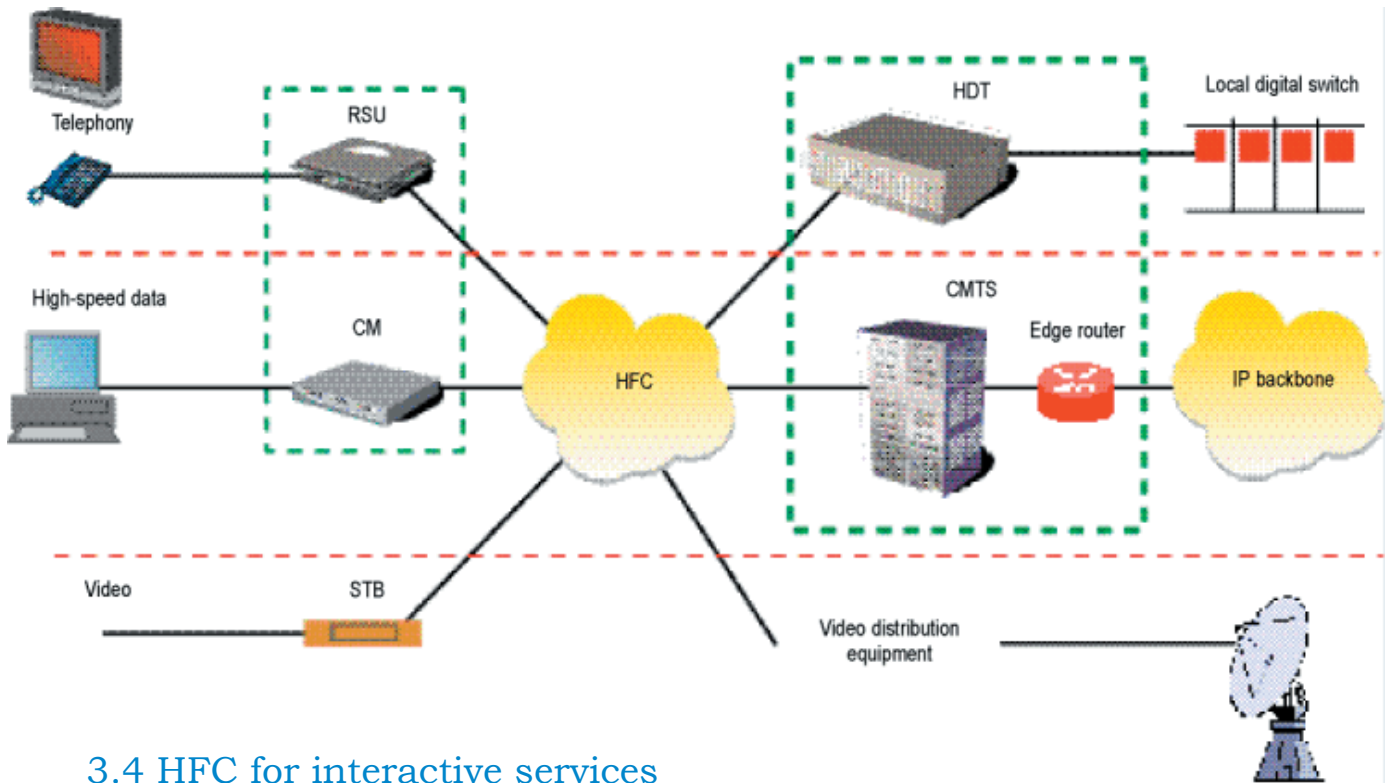 HDT
Local digital switch
RSU
Telephony
CMTS
High-speed data
CM
Edge router
HFC
IP backbone
Video
STB
Video distribution
equipment
3.4 HFC for interactive services